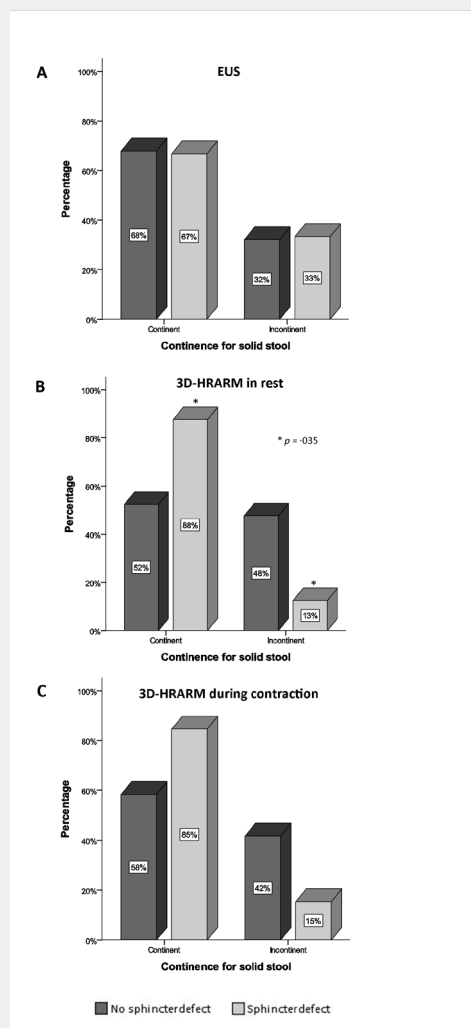 A
EUS
100%
80%
60%
40%
20%
0%
Percentage
68%
67%
32%
33%
Continent
Incontinent
Continence for solid stool
B
3D-HRARM in rest
100%
80%
60%
40%
20%
0%
Percentage
*
* p = ·035
52%
88%
48%
*
13%
Continent
Incontinent
Continence for solid stool
C
3D-HRARM during contraction
100%
80%
60%
40%
20%
0%
Percentage
58%
85%
42%
15%
Continent
Incontinent
Continence for solid stool
No sphincterdefect
Sphincterdefect